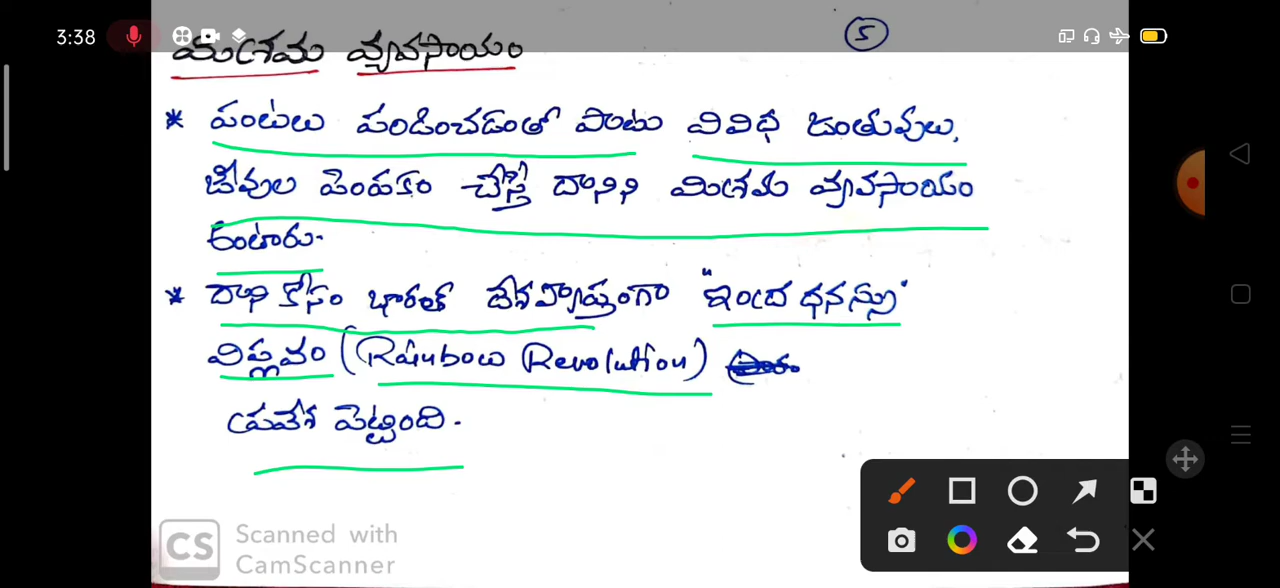 3:38
5
మిశ్రమ వ్యవసాయం
* పంటలు పండించడంతో పాటు వివిధ జంతువులు,
జీవుల పెంపకం చేస్తే దానిని మిశ్రమ వ్యవసాయం
అంటారు.
* దాని కోసం భారత్ దేశవ్యాప్తంగా "ఇంద్ర ధనస్సు"
విప్లవం (Rainbow Revolution)
ప్రవేశ పెట్టింది.
CS Scanned with
CamScanner